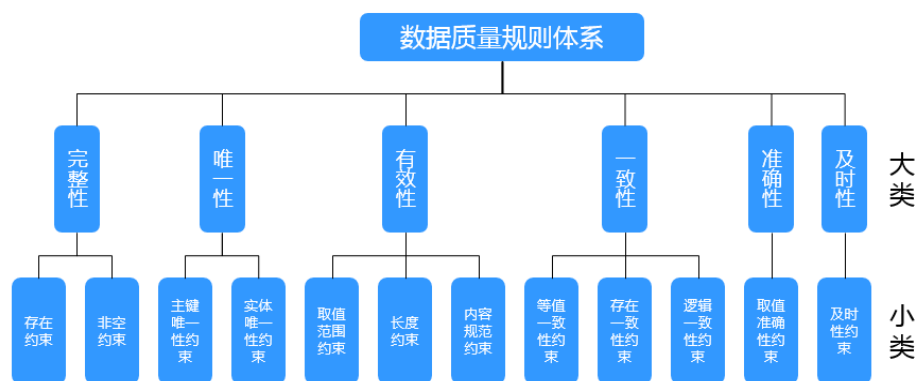 数据质量规则体系
完整性
唯一性
有效性
一致性
准确性
及时性
大类
存在
约束
非空
约束
主键
唯一
性约
束
实体
唯一
性约
束
取值
范围
约束
长度
约束
内容
规范
约束
等值
一致
性约
束
存在
一致
性约
束
逻辑
一致
性约
束
取值
准确
性约
束
及时
性约
束
小类